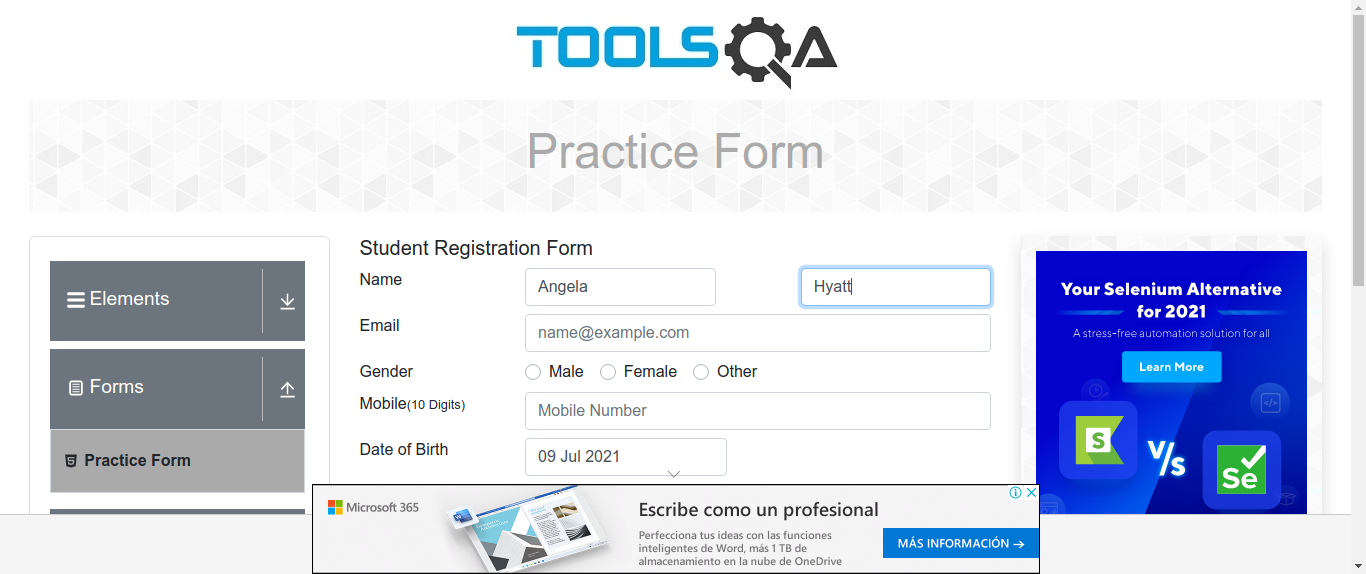 TOOLSQA
Practice Form
Elements
Forms
Practice Form
Student Registration Form
Name
Angela
Hyatt
Email
name@example.com
Gender
Male
Female
Other
Mobile(10 Digits)
Mobile Number
Date of Birth
09 Jul 2021
Your Selenium Alternative
for 2021
A stress-free automation solution for all
Learn More
S
V/s
Se
Microsoft 365
Escribe como un profesional
Perfecciona tus ideas con las funciones
inteligentes de Word, más 1 TB de
almacenamiento en la nube de OneDrive
MÁS INFORMACIÓN →